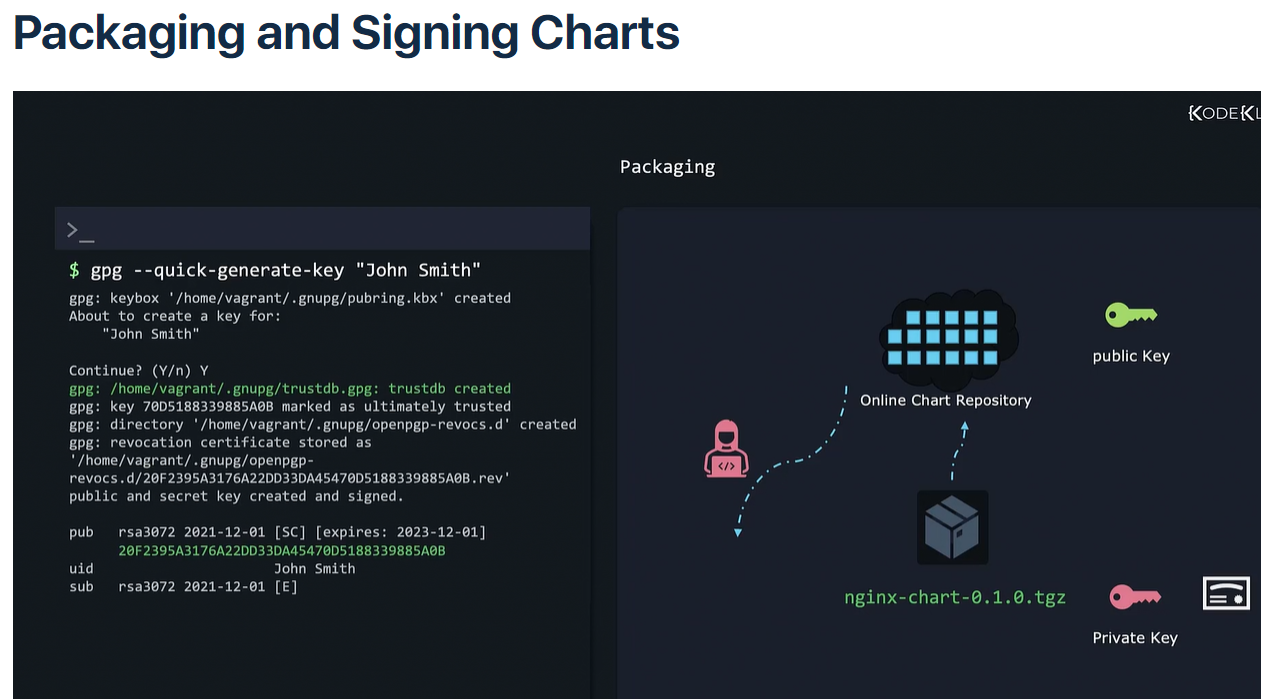 Packaging and Signing Charts
Packaging
>_
$ gpg --quick-generate-key "John Smith"
gpg: keybox '/home/vagrant/.gnupg/pubring.kbx' created
About to create a key for:
"John Smith"
Continue? (Y/n) Y
gpg: /home/vagrant/.gnupg/trustdb.gpg: trustdb created
gpg: key 70D5188339885A0B marked as ultimately trusted
gpg: directory '/home/vagrant/.gnupg/openpgp-revocs.d' created
gpg: revocation certificate stored as
'/home/vagrant/.gnupg/openpgp-
revocs.d/20F2395A3176A22DD33DA45470D5188339885A0B.rev'
public and secret key created and signed.
pub rsa3072 2021-12-01 [SC] [expires: 2023-12-01]
20F2395A3176A22DD33DA45470D5188339885A0B
uid John Smith
sub rsa3072 2021-12-01 [E]
public Key
Online Chart Repository
</>
nginx-chart-0.1.0.tgz
Private Key